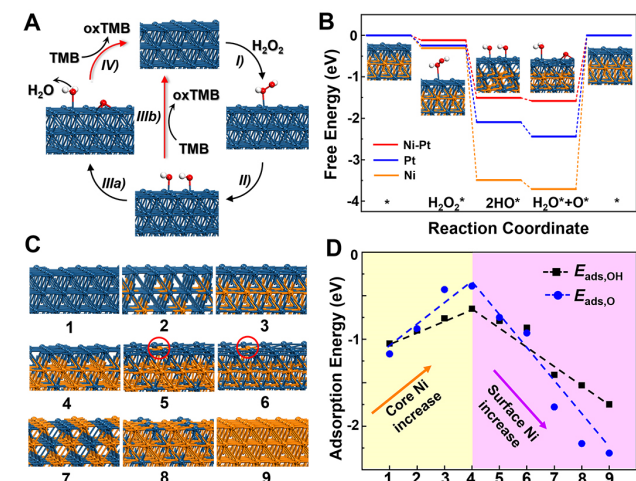 A
oxTMB
TMB
IV)
H₂O
H₂O₂
I)
oxTMB
IIIb)
TMB
IIIa)
II)
B
Free Energy (eV)
0
-1
-2
-3
-4
Ni-Pt
Pt
Ni
* H₂O₂* 2HO* H₂O*+O* *
Reaction Coordinate
C
1 2 3
4 5 6
7 8 9
D
Adsorption Energy (eV)
0
-1
-2
Eads,OH
Eads,O
Core Ni
increase
Surface Ni
increase
1 2 3 4 5 6 7 8 9